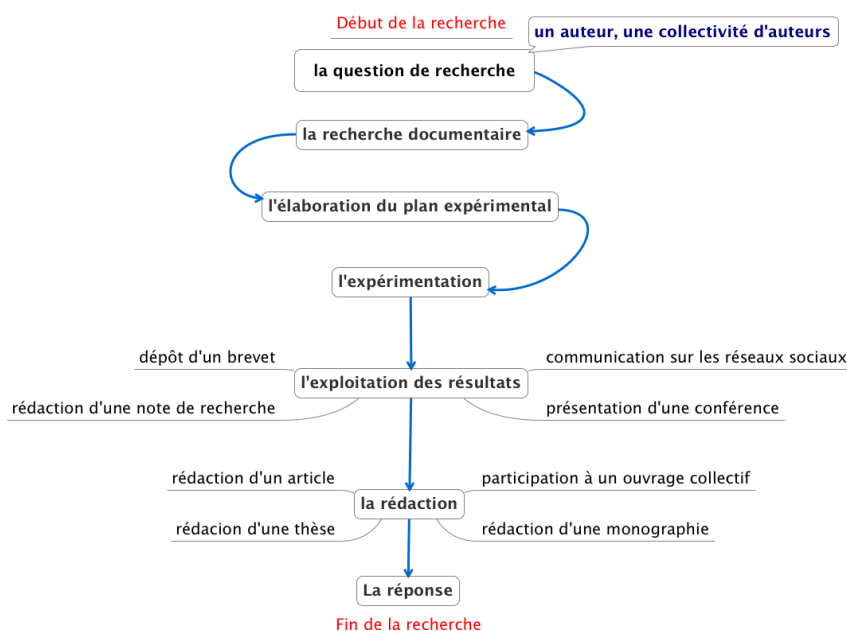 Début de la recherche
un auteur, une collectivité d'auteurs
la question de recherche
la recherche documentaire
l'élaboration du plan expérimental
l'expérimentation
dépôt d'un brevet
communication sur les réseaux sociaux
l'exploitation des résultats
rédaction d'une note de recherche
présentation d'une conférence
rédaction d'un article
participation à un ouvrage collectif
la rédaction
rédacion d'une thèse
rédaction d'une monographie
La réponse
Fin de la recherche